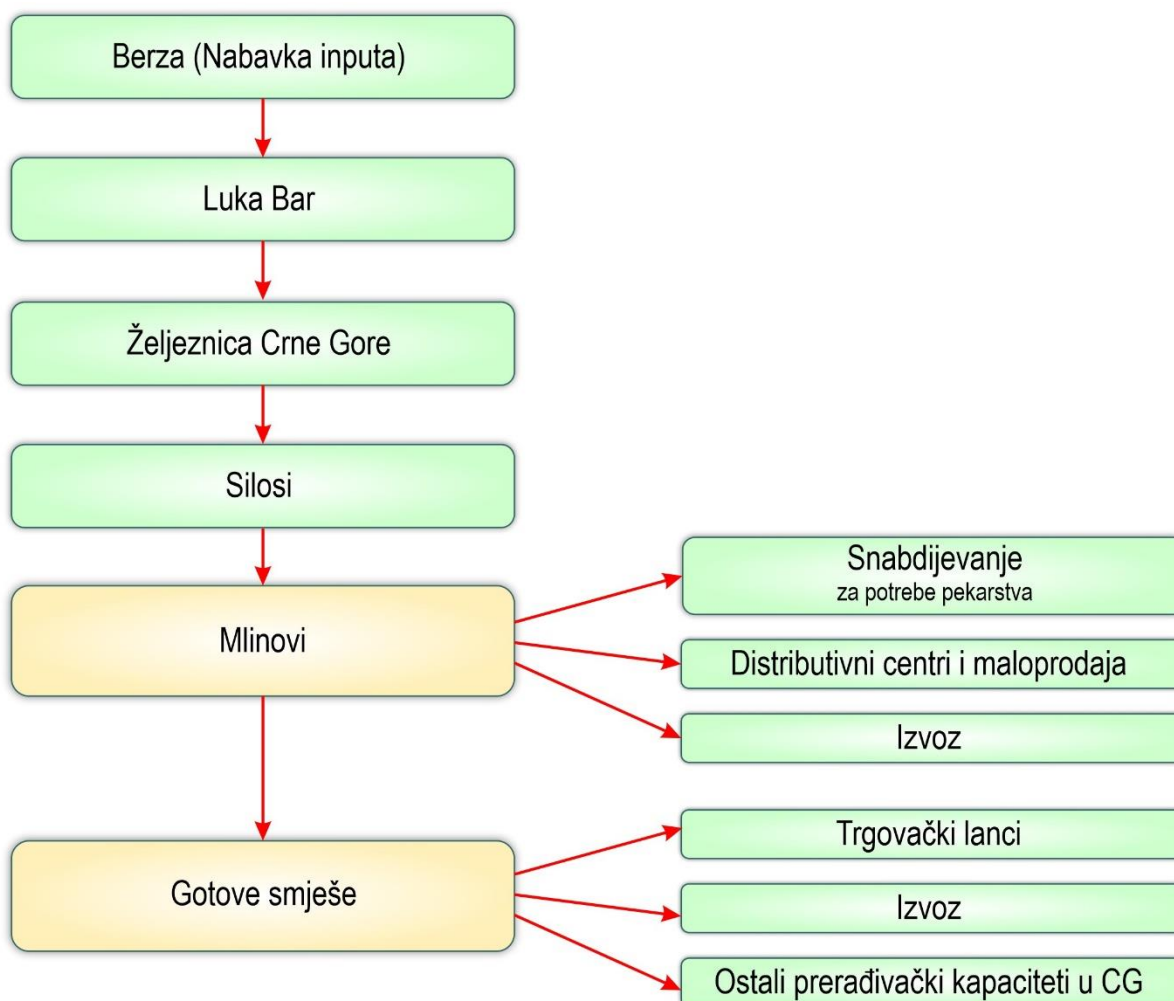 Berza (Nabavka inputa)
Luka Bar
Željeznica Crne Gore
Silosi
Mlinovi
Snabdijevanje
za potrebe pekarstva
Distributivni centri i maloprodaja
Izvoz
Gotove smješe
Trgovački lanci
Izvoz
Ostali prerađivački kapaciteti u CG